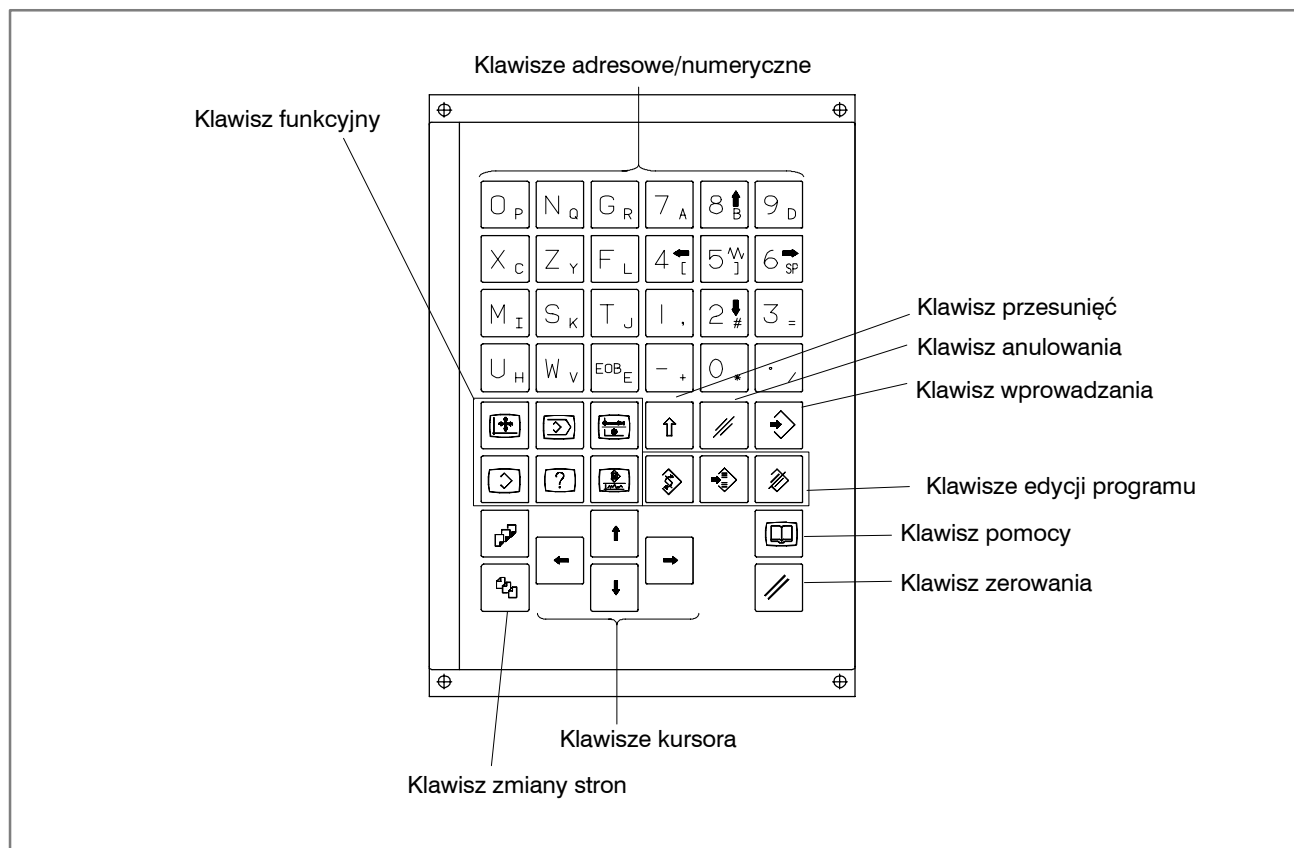 Klawisze adresowe/numeryczne
Klawisz funkcyjny
O P N Q G R 7 A 8 B 9 D
X C Z Y F L 4 [ 5 ] 6 SP
M I S K T J 1 , 2 # 3 =
U H W V EOB E - + 0 * . /
?
Klawisz przesunięć
Klawisz anulowania
Klawisz wprowadzania
Klawisze edycji programu
Klawisz pomocy
Klawisz zerowania
Klawisze kursora
Klawisz zmiany stron